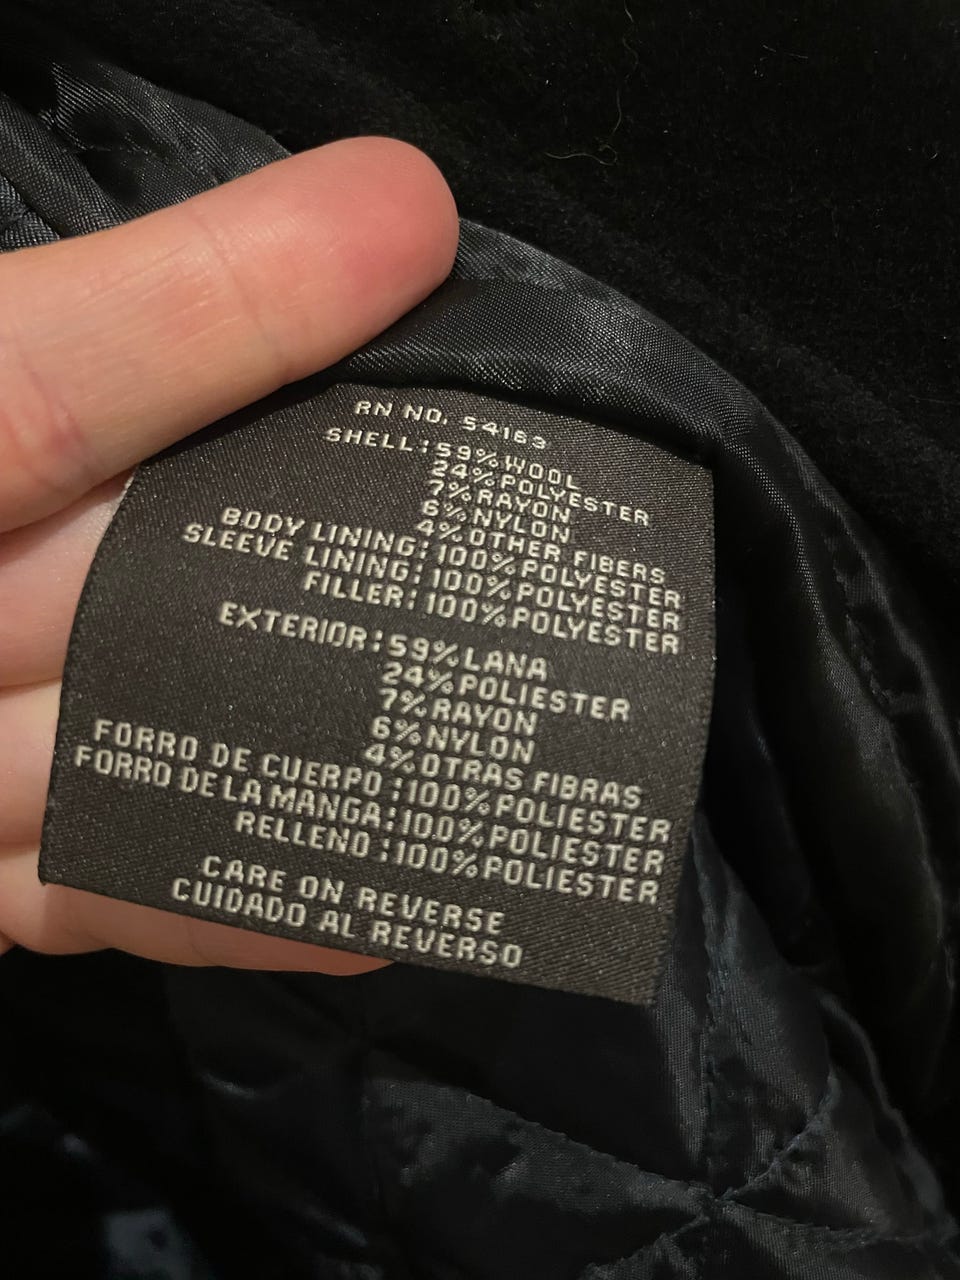 RN NO. 54163
SHELL: 59% WOOL
24% POLYESTER
7% RAYON
6% NYLON
4% OTHER FIBERS
BODY LINING: 100% POLYESTER
SLEEVE LINING: 100% POLYESTER
FILLER: 100% POLYESTER
EXTERIOR: 59% LANA
24% POLIESTER
7% RAYON
6% NYLON
4% OTRAS FIBRAS
FORRO DE CUERPO: 100% POLIESTER
FORRO DE LA MANGA: 100% POLIESTER
RELLENO: 100% POLIESTER
CARE ON REVERSE
CUIDADO AL REVERSO